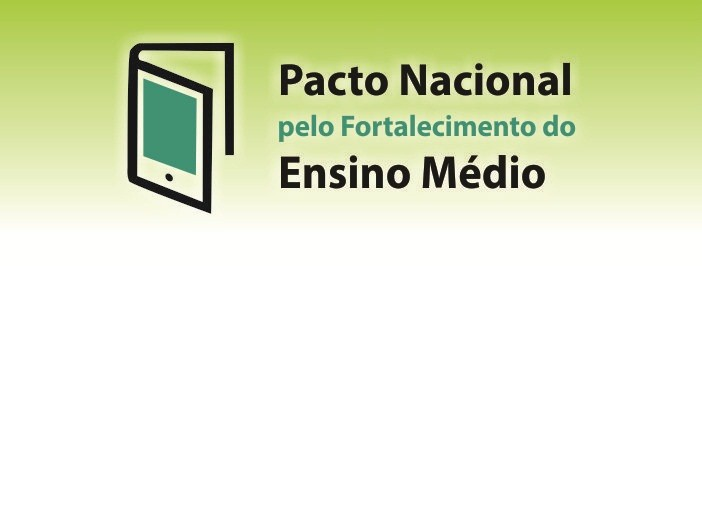 Pacto Nacional
pelo Fortalecimento do
Ensino Médio